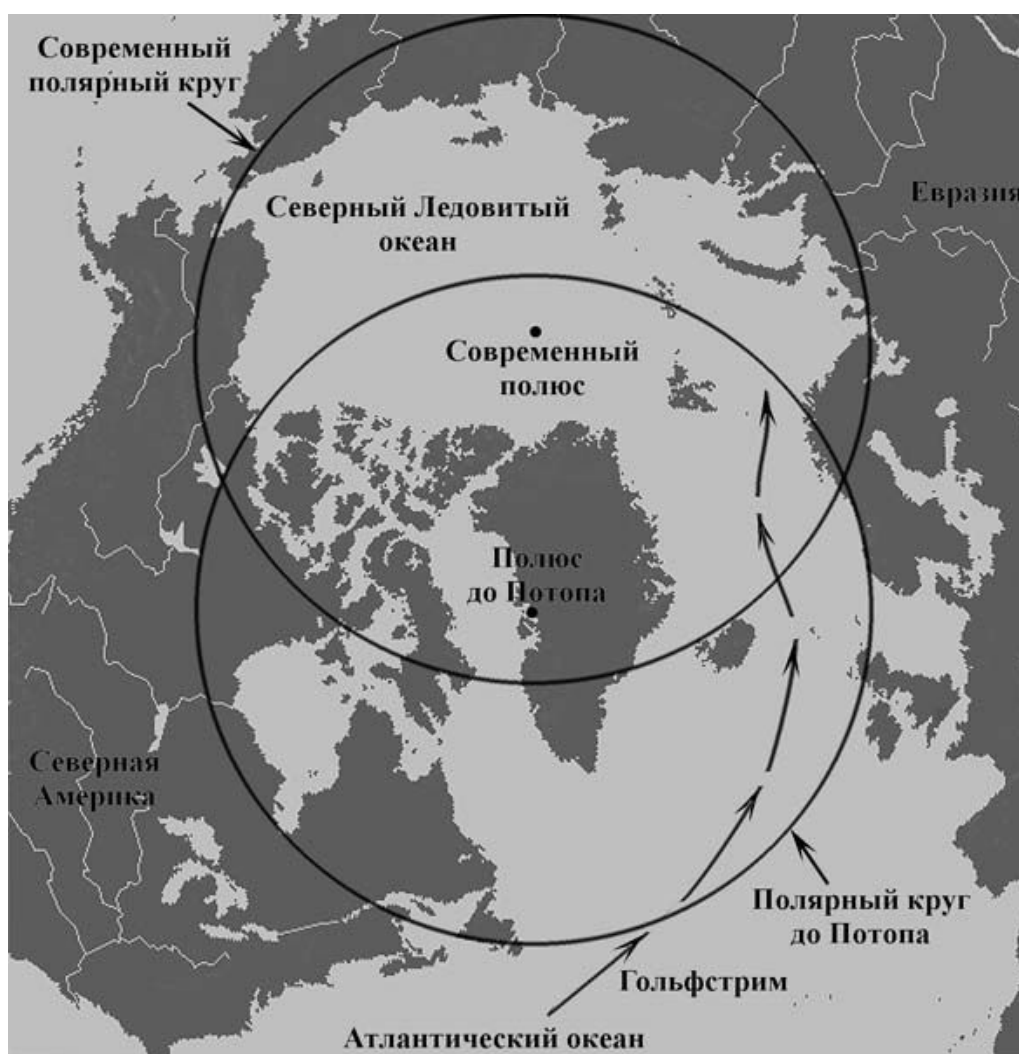 Современный
полярный круг
Евразия
Северный Ледовитый
океан
Современный
полюс
Полюс
до Потопа
Северная
Америка
Полярный круг
до Потопа
Гольфстрим
Атлантический океан